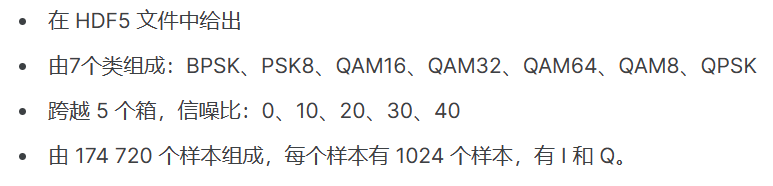 • 在 HDF5 文件中给出
• 由7个类组成：BPSK、PSK8、QAM16、QAM32、QAM64、QAM8、QPSK
• 跨越 5 个箱，信噪比：0、10、20、30、40
• 由 174 720 个样本组成，每个样本有 1024 个样本，有 I 和 Q。